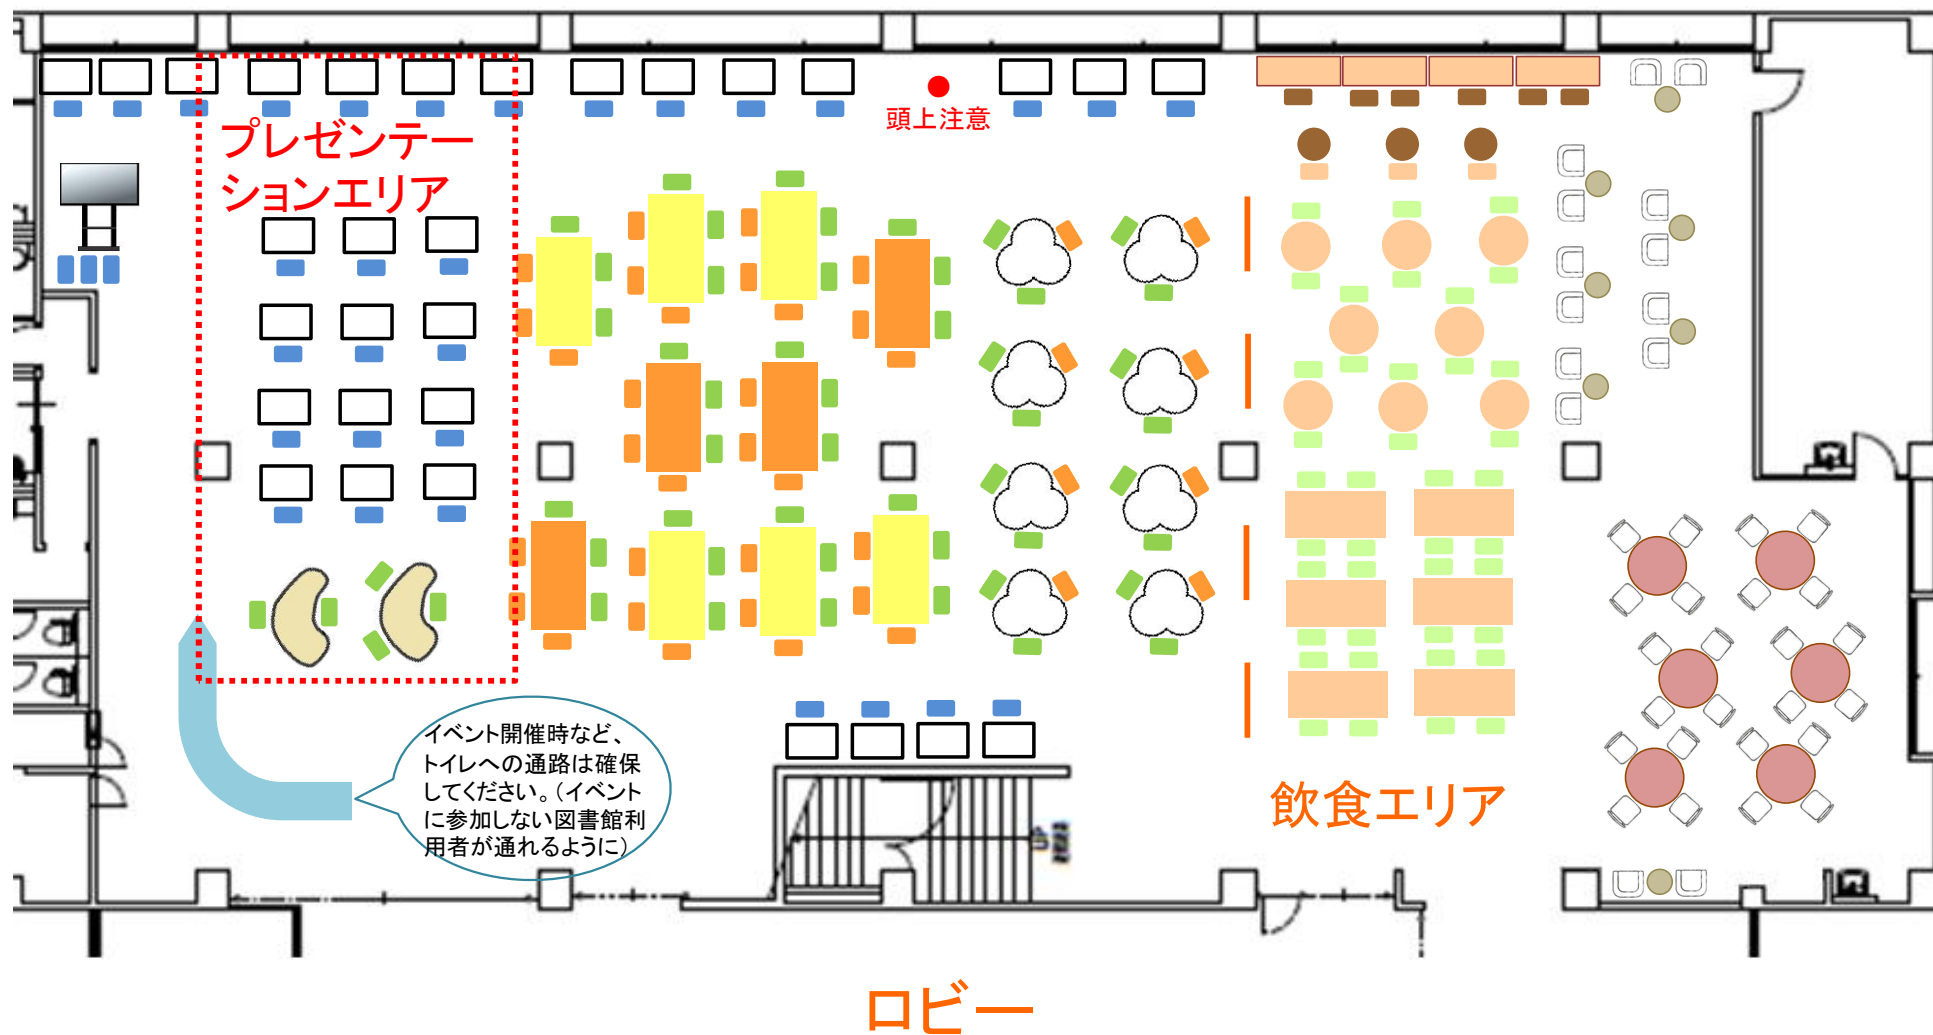 頭上注意
プレゼンテー
ションエリア
イベント開催時など、
トイレへの通路は確保
してください。（イベント
に参加しない図書館利
用者が通れるように）
飲食エリア
UP
ロビー